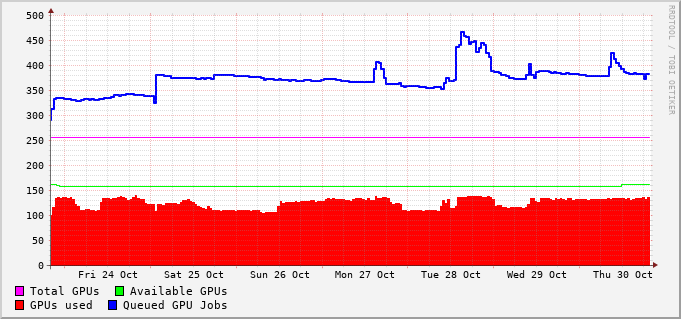 500
450
400
350
300
250
200
150
100
50
0
Fri 24 Oct Sat 25 Oct Sun 26 Oct Mon 27 Oct Tue 28 Oct Wed 29 Oct Thu 30 Oct
Total GPUs Available GPUs
GPUs used Queued GPU Jobs
RRDTOOL / TOBI OETIKER